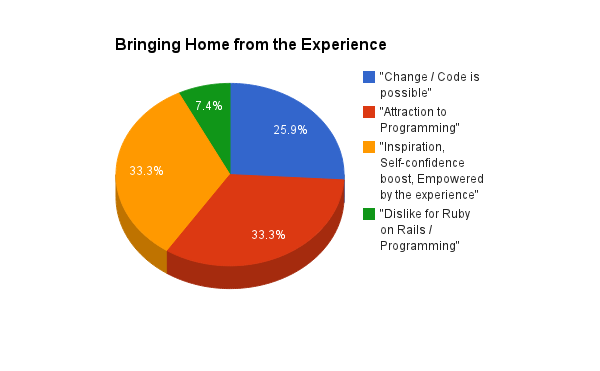 Bringing Home from the Experience
"Change / Code is
possible"
"Attraction to
Programming"
"Inspiration,
Self-confidence
boost, Empowered
by the experience"
"Dislike for Ruby
on Rails /
Programming"
7.4%
25.9%
33.3%
33.3%